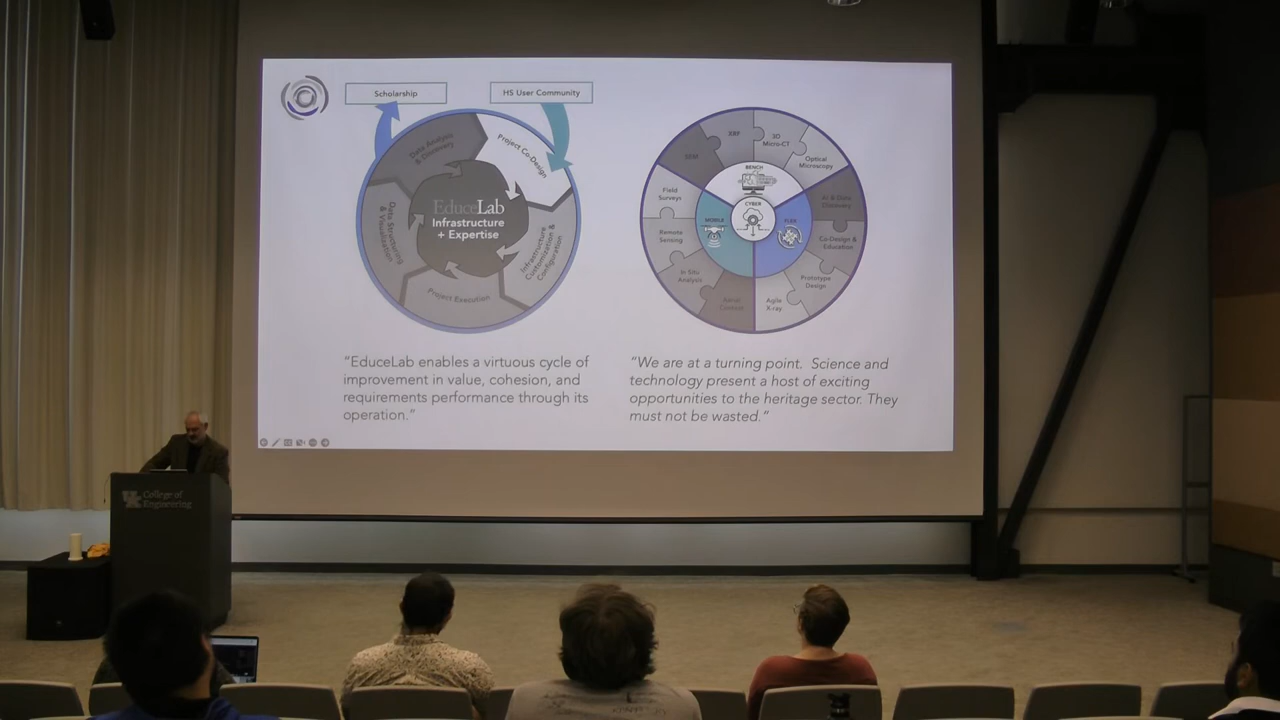 Scholarship
HS User Community
Data Analysis
& Discovery
Project Co-Design
Data Structuring
& Visualization
EduceLab
Infrastructure
+ Expertise
Infrastructure
Customization &
Configuration
Project Execution
SEM
XRF
3D
Micro-CT
Optical
Microscopy
Field
Surveys
BENCH
AI & Data
Discovery
CYBER
MOBILE
FLEX
Remote
Sensing
Co-Design &
Education
In Situ
Analysis
Prototype
Design
Aerial
Agile
X-ray
"EduceLab enables a virtuous cycle of
improvement in value, cohesion, and
requirements performance through its
operation."
"We are at a turning point. Science and
technology present a host of exciting
opportunities to the heritage sector. They
must not be wasted."
UK College of
Engineering